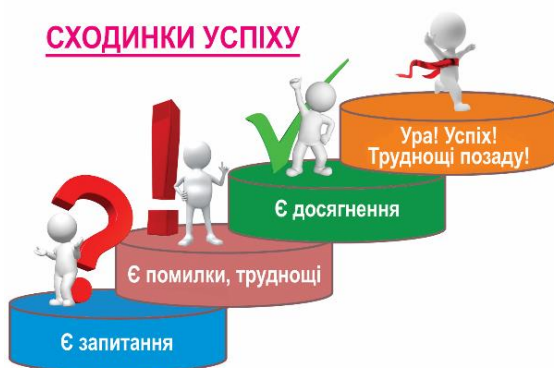 СХОДИНКИ УСПІХУ
Ура! Успіх!
Труднощі позаду!
Є досягнення
Є помилки, труднощі
Є запитання